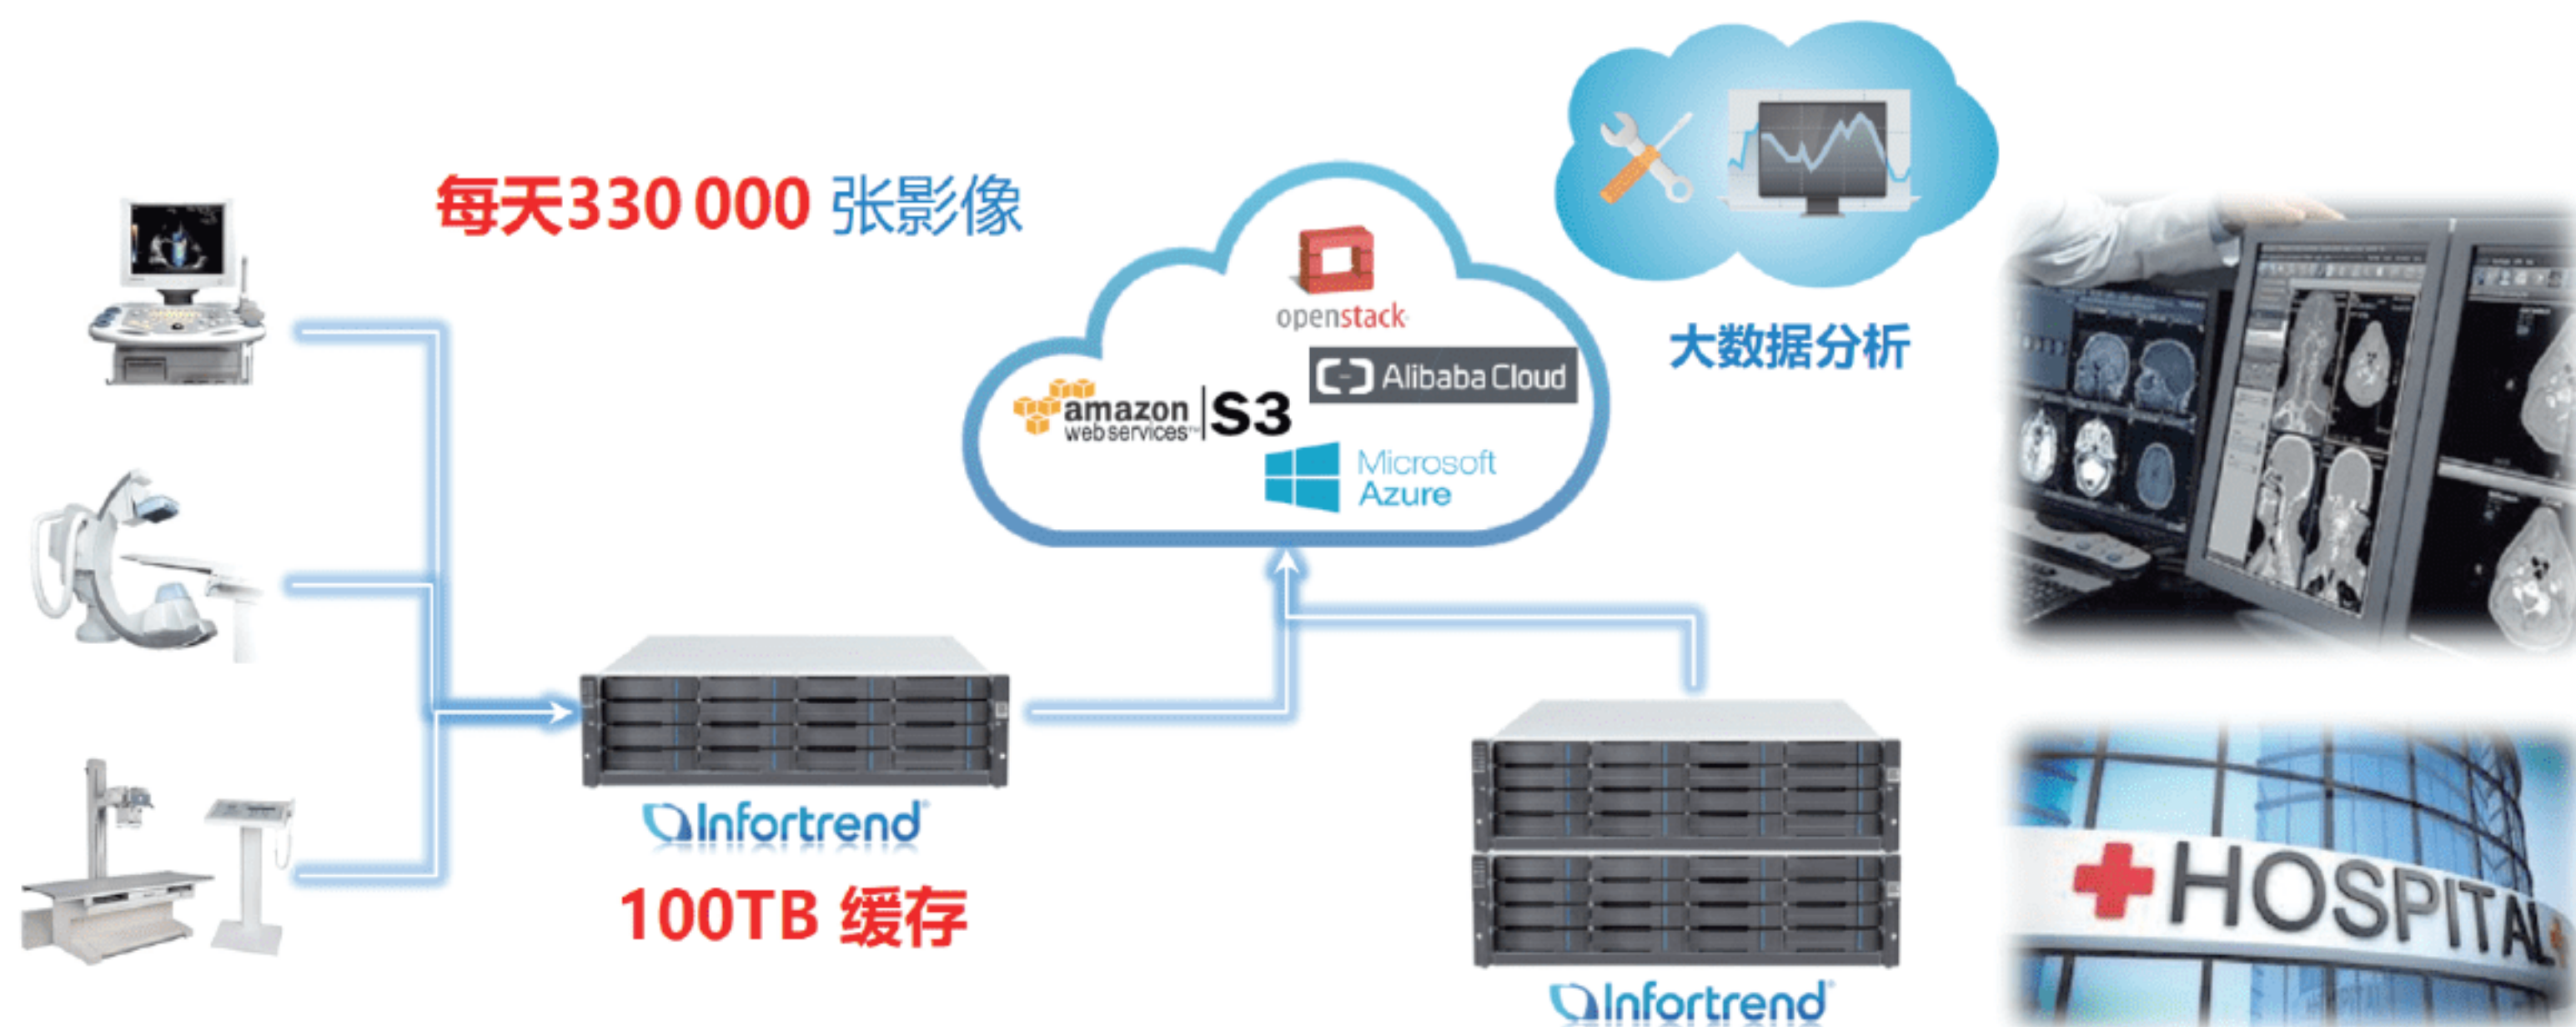 每天330 000 张影像
openstack
amazon
web services™
S3
Alibaba Cloud
Microsoft
Azure
大数据分析
Infortrend®
100TB 缓存
Infortrend®
HOSPITAL